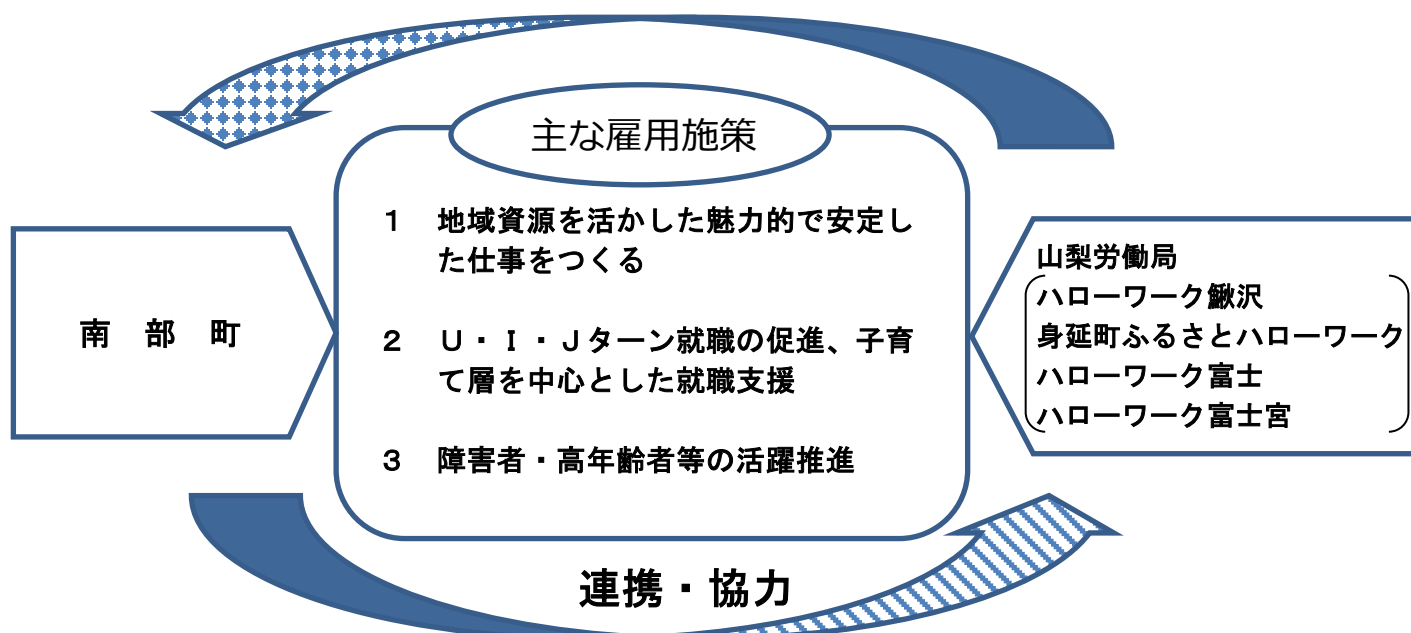 主な雇用施策
1 地域資源を活かした魅力的で安定し
た仕事をつくる
2 U・I・Jターン就職の促進、子育
て層を中心とした就職支援
3 障害者・高年齢者等の活躍推進
南 部 町
山梨労働局
ハローワーク鰍沢
身延町ふるさとハローワーク
ハローワーク富士
ハローワーク富士宮
連携・協力